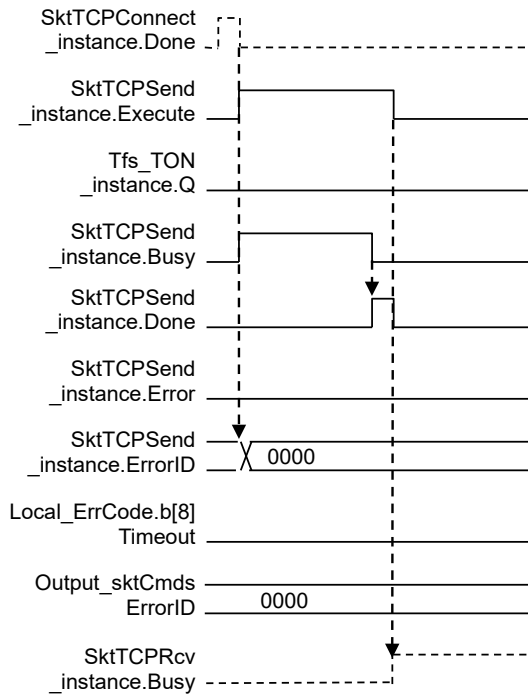 SktTCPConnect
_instance.Done
SktTCPSend
_instance.Execute
Tfs_TON
_instance.Q
SktTCPSend
_instance.Busy
SktTCPSend
_instance.Done
SktTCPSend
_instance.Error
SktTCPSend
_instance.ErrorID
0000
Local_ErrCode.b[8]
Timeout
Output_sktCmds
ErrorID
0000
SktTCPRcv
_instance.Busy